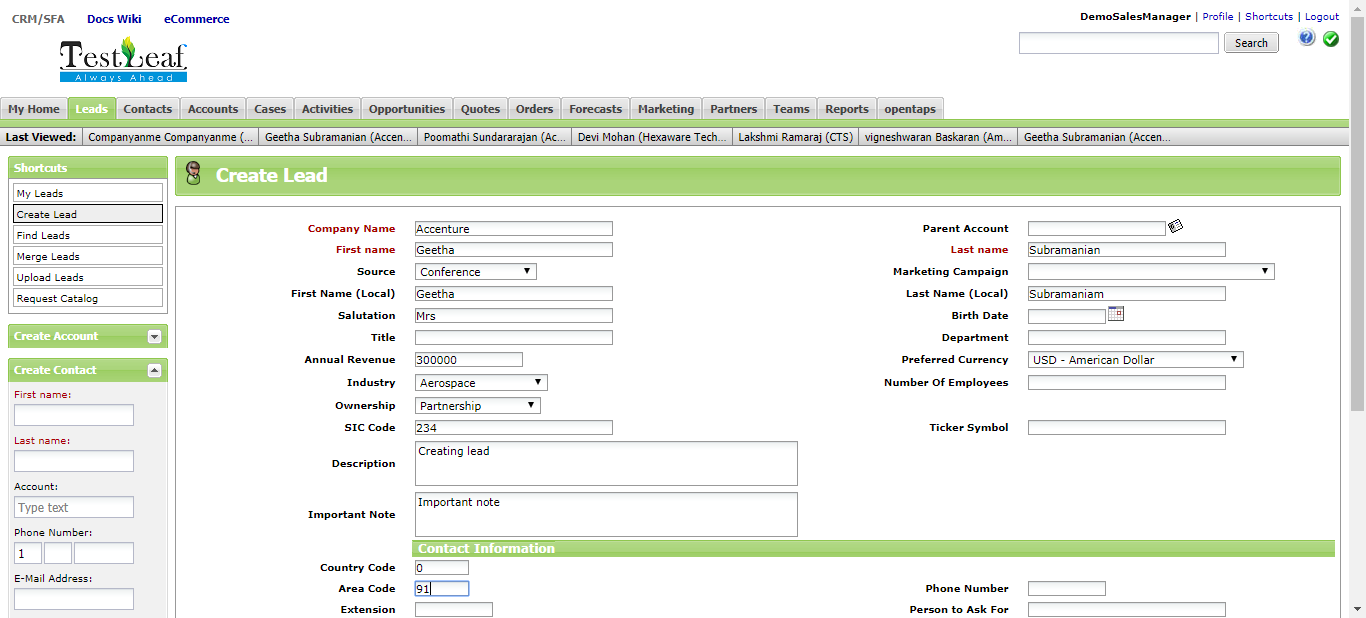 CRM/SFA Docs Wiki eCommerce
DemoSalesManager | Profile | Shortcuts | Logout
TestLeaf
Always Ahead
Search
My Home Leads Contacts Accounts Cases Activities Opportunities Quotes Orders Forecasts Marketing Partners Teams Reports opentaps
Last Viewed: Companyanme Companyanme (... Geetha Subramanian (Accen... Poomathi Sundararajan (Ac... Devi Mohan (Hexaware Tech... Lakshmi Ramaraj (CTS) vigneshwaran Baskaran (Am... Geetha Subramanian (Accen...
Shortcuts
My Leads
Create Lead
Find Leads
Merge Leads
Upload Leads
Request Catalog
Create Account
Create Contact
First name:
Last name:
Account:
Type text
Phone Number:
1
E-Mail Address:
Create Lead
Company Name Accenture Parent Account
First name Geetha Last name Subramanian
Source Conference Marketing Campaign
First Name (Local) Geetha Last Name (Local) Subramaniam
Salutation Mrs Birth Date
Title Department
Annual Revenue 300000 Preferred Currency USD - American Dollar
Industry Aerospace Number Of Employees
Ownership Partnership
SIC Code 234 Ticker Symbol
Description Creating lead
Important Note Important note
Contact Information
Country Code 0
Area Code 91 Phone Number
Extension Person to Ask For